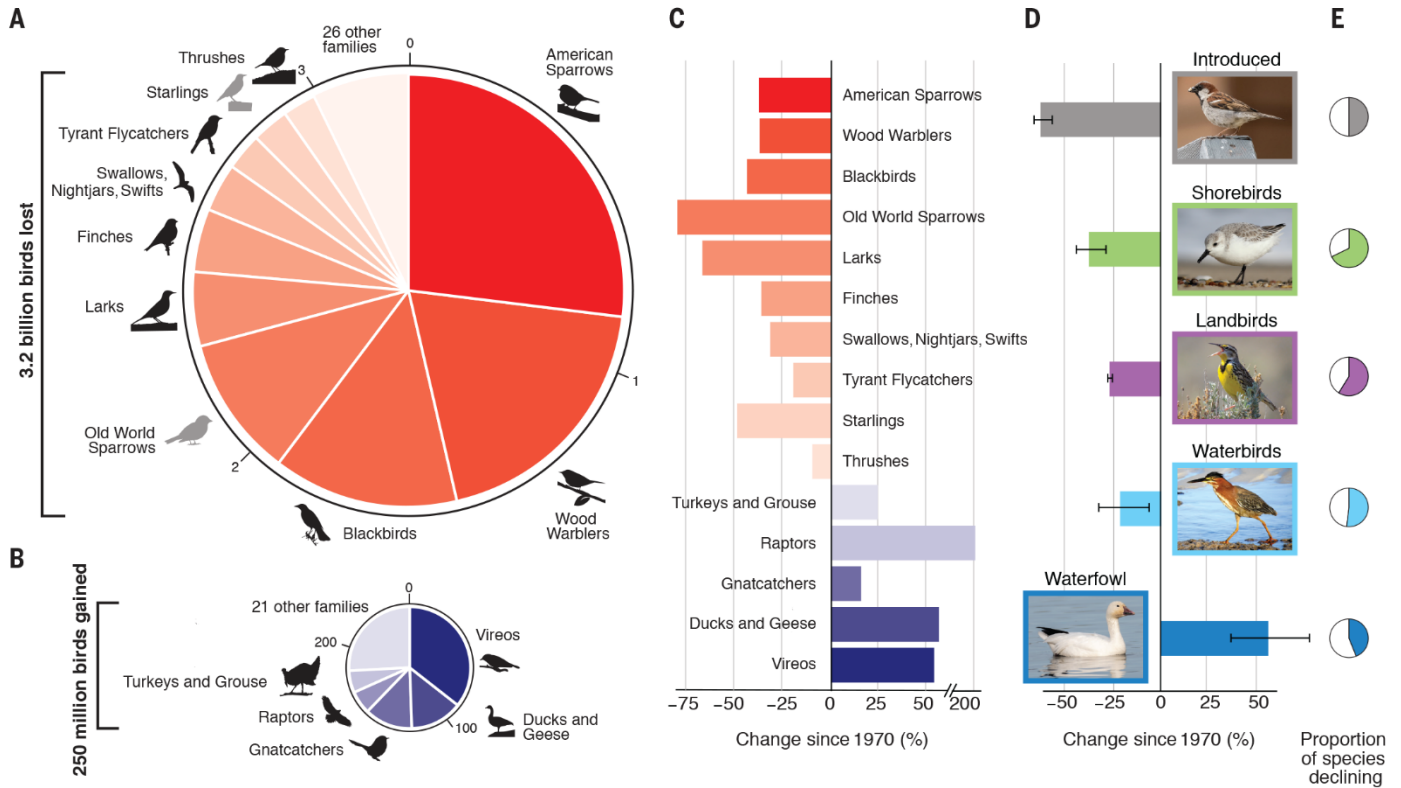 A
3.2 billion birds lost
26 other
families
0
American
Sparrows
Thrushes
3
Starlings
Tyrant Flycatchers
Swallows,
Nightjars, Swifts
Finches
Larks
1
Old World
Sparrows
2
Wood
Warblers
Blackbirds
B
250 million birds gained
0
21 other families
200
Vireos
Turkeys and Grouse
Raptors
100
Ducks and
Geese
Gnatcatchers
C
American Sparrows
Wood Warblers
Blackbirds
Old World Sparrows
Larks
Finches
Swallows, Nightjars, Swifts
Tyrant Flycatchers
Starlings
Thrushes
Turkeys and Grouse
Raptors
Gnatcatchers
Ducks and Geese
Vireos
−75 −50 −25 0 25 50 200
Change since 1970 (%)
D
Introduced
Shorebirds
Landbirds
Waterbirds
Waterfowl
−50 −25 0 25 50
Change since 1970 (%)
E
Proportion
of species
declining